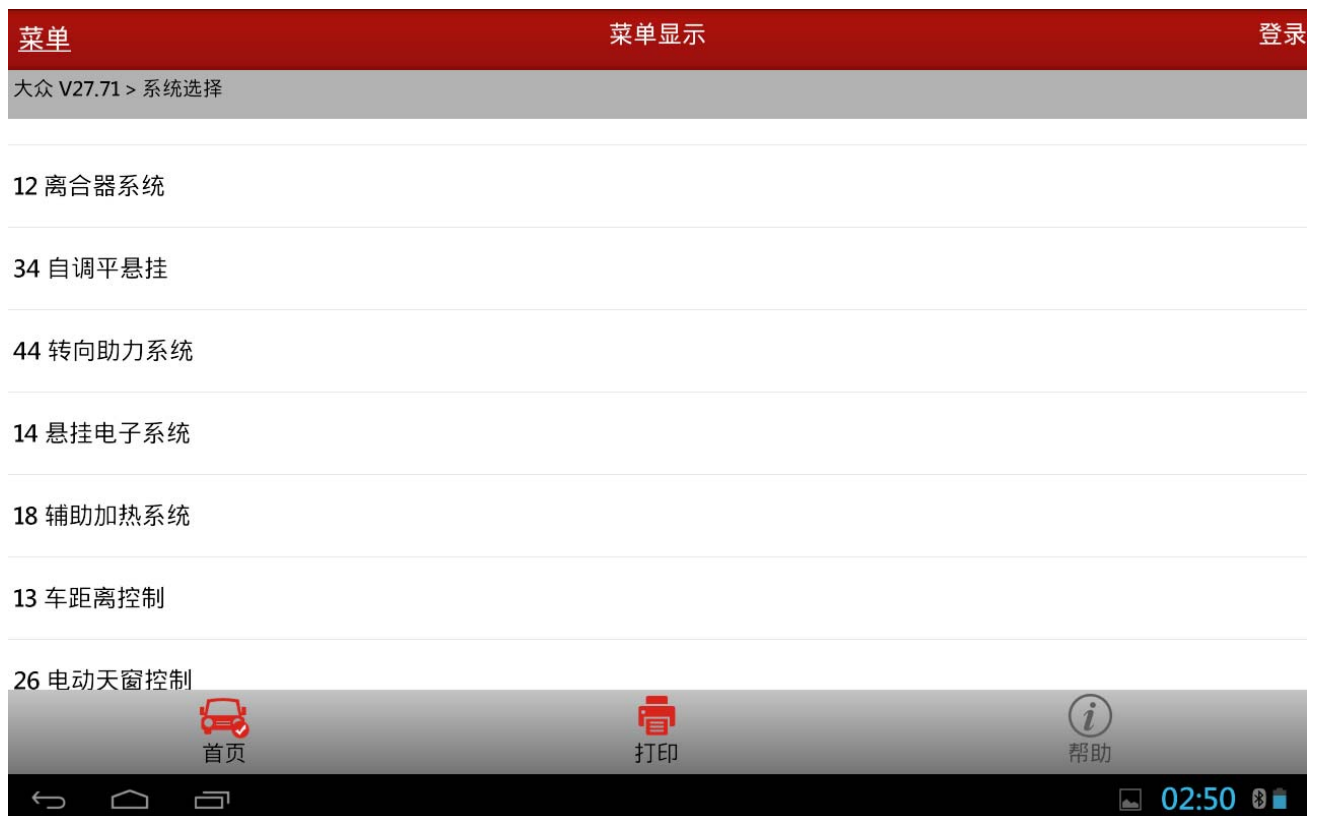 菜单 菜单显示 登录
大众 V27.71 > 系统选择
12 离合器系统
34 自调平悬挂
44 转向助力系统
14 悬挂电子系统
18 辅助加热系统
13 车距离控制
26 电动天窗控制
首页 打印 帮助
02:50